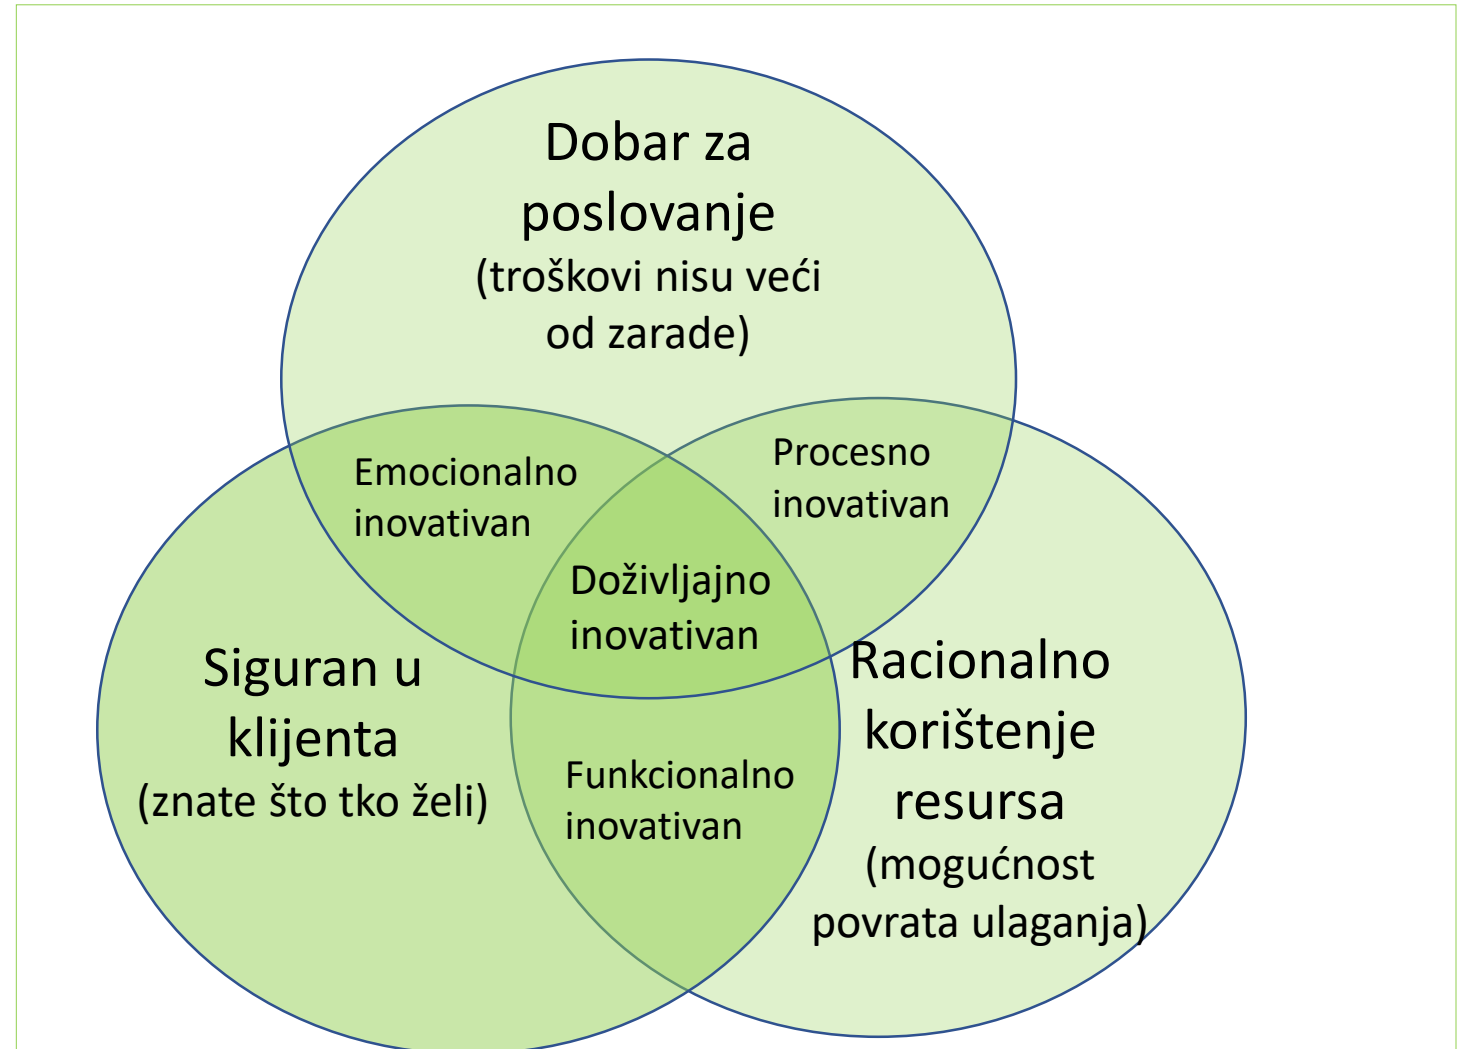 Dobar za
poslovanje
(troškovi nisu veći
od zarade)
Emocionalno
inovativan
Procesno
inovativan
Doživljajno
inovativan
Siguran u
klijenta
(znate što tko želi)
Racionalno
korištenje
resursa
(mogućnost
povrata ulaganja)
Funkcionalno
inovativan